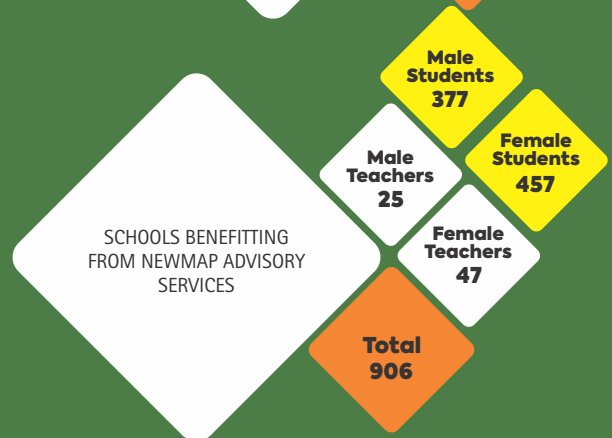 Male
Students
377
Female
Students
457
Male
Teachers
25
Female
Teachers
47
SCHOOLS BENEFITTING
FROM NEWMAP ADVISORY
SERVICES
Total
906